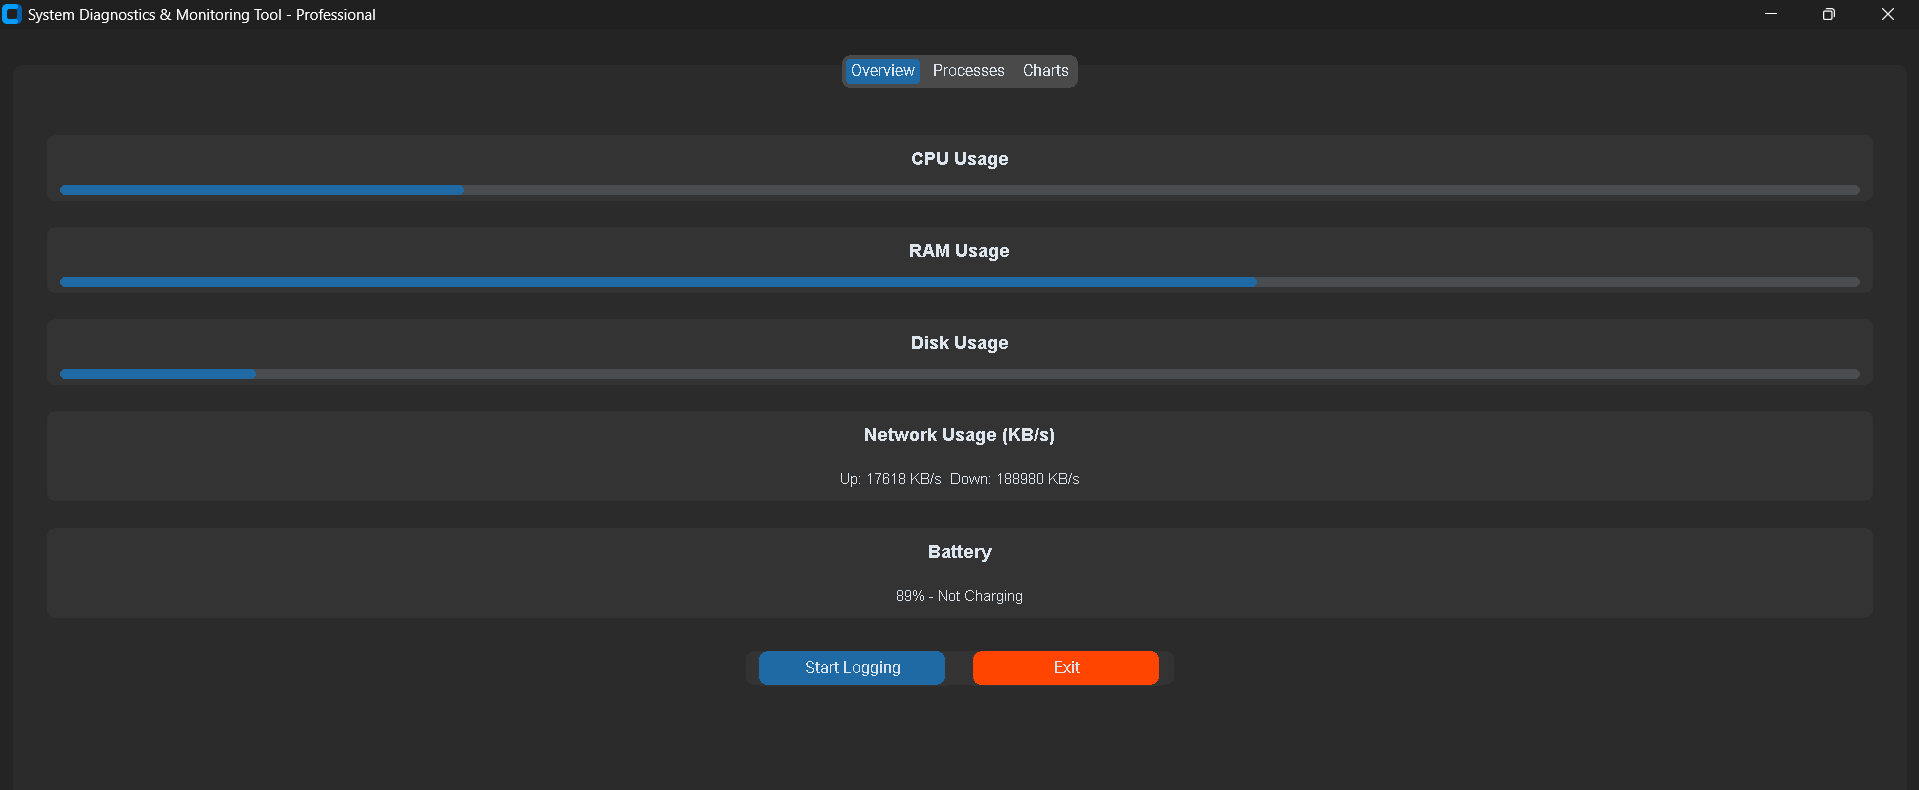 System Diagnostics & Monitoring Tool - Professional
Overview Processes Charts
CPU Usage
RAM Usage
Disk Usage
Network Usage (KB/s)
Up: 17618 KB/s Down: 188980 KB/s
Battery
89% - Not Charging
Start Logging Exit